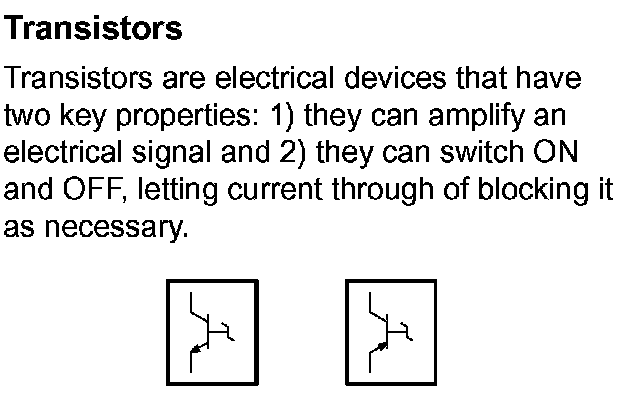 Transistors
Transistors are electrical devices that have
two key properties: 1) they can amplify an
electrical signal and 2) they can switch ON
and OFF, letting current through of blocking it
as necessary.